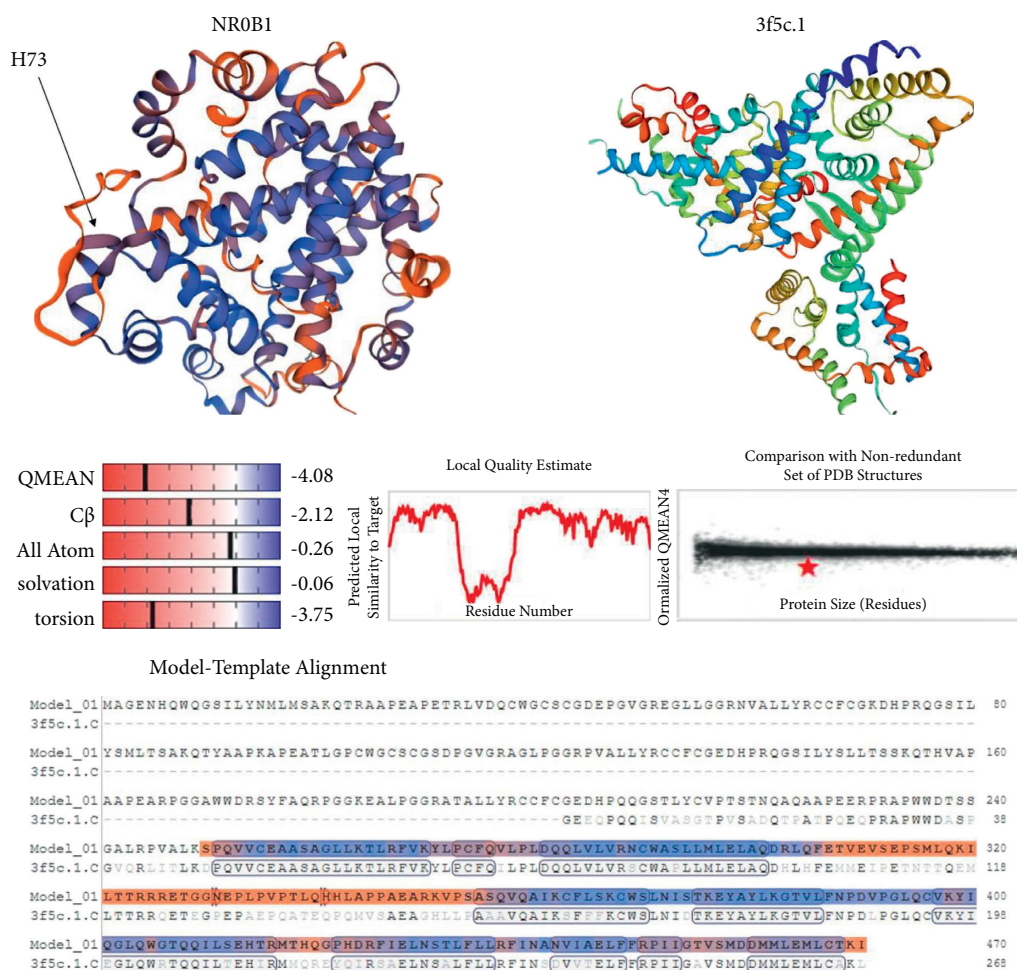 NR0B1
3f5c.1
H73
QMEAN -4.08
Cβ -2.12
All Atom -0.26
solvation -0.06
torsion -3.75
Local Quality Estimate
Predicted Local
Similarity to Target
Residue Number
Comparison with Non-redundant
Set of PDB Structures
Ormalized QMEAN4
Protein Size (Residues)
Model-Template Alignment
Model_01 MAGENHQWQGSILYNMLMSAKQTRAAPEAPETRLVDQCWGCSCGDEPGVGREGLLGGRNVALLYRCCFCGKDHPRQGSIL 80
3f5c.1.C
Model_01 YSMLTSAKQTYAAPKAPEATLGPCWGCSCGSDPGVGRAGLPGGRPVALLYRCCFCGEDHPRQGSILYSLLTSSKQTHVAP 160
3f5c.1.C
Model_01 AAPEARPGGAWWDRSYFAQRPGGKEALPGGRATALLYRCCFCGEDHPQQGSTLYCVPTSTNQAQAAPEERPRAPWWDTSS 240
3f5c.1.C GEEQPQQISVASGTPVSADQTPATPQEQPRAPWWDASP 38
Model_01 GALRPVALKSPQVVCEAASAGLLKTLRFVKYLPCFQVLPLDQQLVLVRNCWASLLMLELAQDRLQFETVEVSEPSMLQKI 320
3f5c.1.C
Model_01 LTTRRRETGGNEPLPVPTLQHHLAPPAEARKVPSASQVQAIKCFLSKCWSLNISTKEYAYLKGTVLFNPDVPGLQCVKYI 400
3f5c.1.C 198
Model_01 QGLQWGTQQILSEHTRMTHQGPHDRFIELNSTLFLLRFINANVIAELFFRPIIGTVSMDDMMLEMLCTKI 470
3f5c.1.C EGLQWRTQQILTEHIRMMQREYQIRSAELNSALFLLRFINSDVVTELFFRPIIGAVSMDDMMLEMLCAKL 268